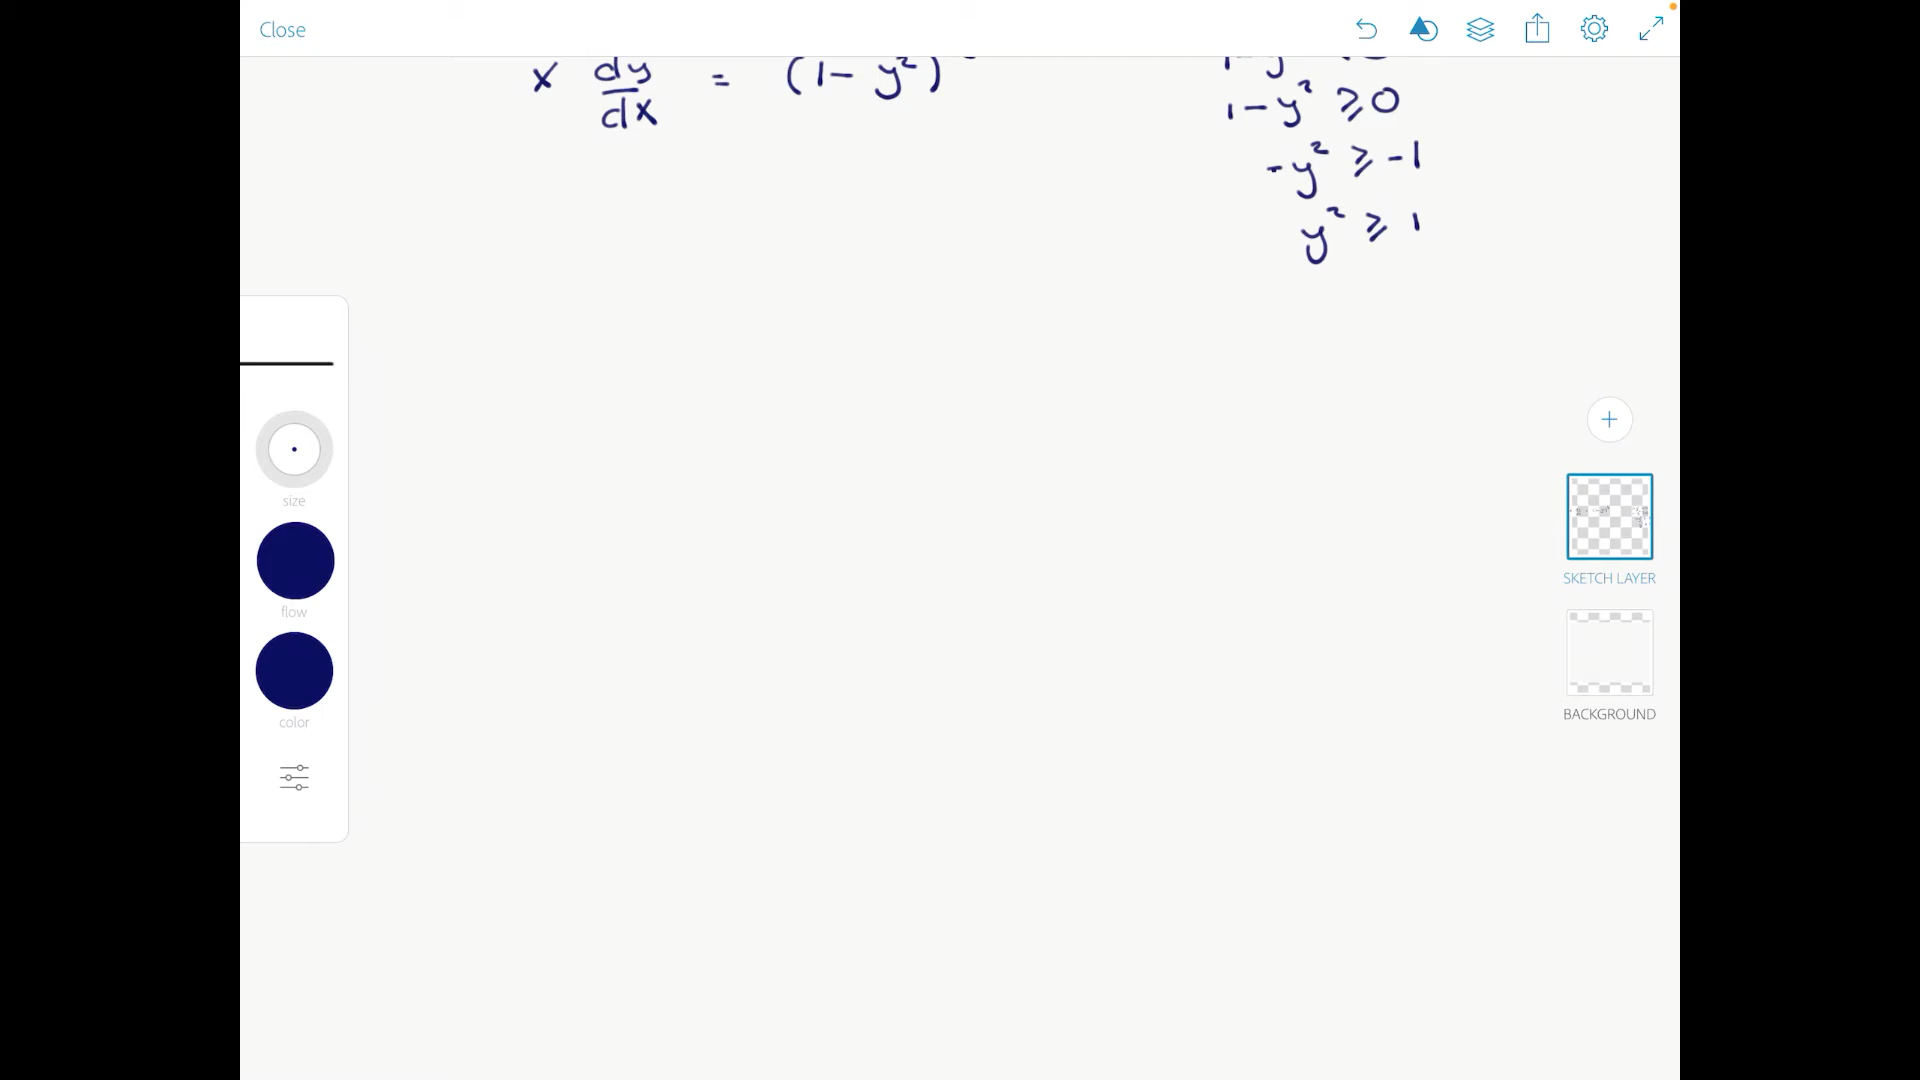 Close
x dy/dx = (1 - y²)
1 - y² ≥ 0
-y² ≥ -1
y² ≥ 1
size
flow
color
SKETCH LAYER
BACKGROUND